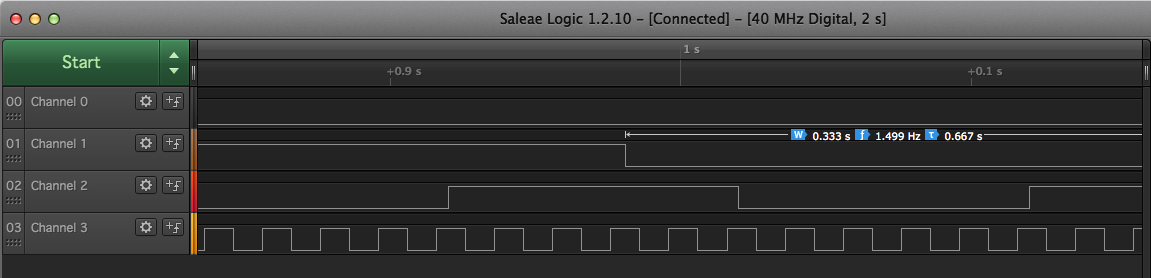 Saleae Logic 1.2.10 – [Connected] – [40 MHz Digital, 2 s]
Start
1 s
+0.9 s
+0.1 s
00 Channel 0
01 Channel 1
W 0.333 s f 1.499 Hz τ 0.667 s
02 Channel 2
03 Channel 3